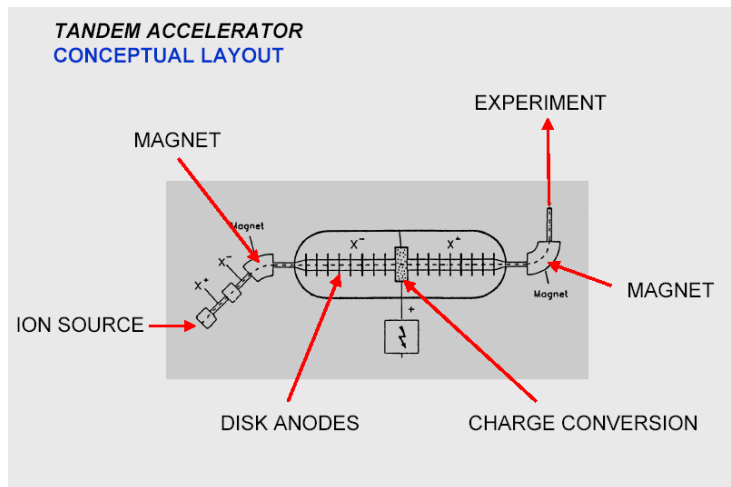 TANDEM ACCELERATOR
CONCEPTUAL LAYOUT
EXPERIMENT
MAGNET
Magnet
X⁻
X⁺
X⁻
X⁺
Magnet
MAGNET
ION SOURCE
+
DISK ANODES
CHARGE CONVERSION